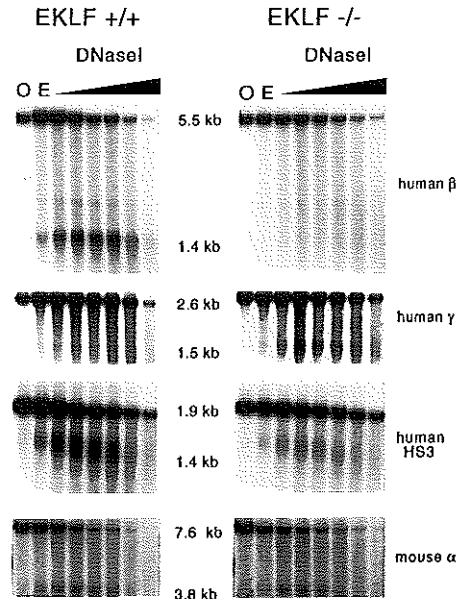 EKLF +/+ EKLF -/-
DNaseI DNaseI
O E O E
5.5 kb
human β
1.4 kb
2.6 kb
human γ
1.5 kb
1.9 kb
human
HS3
1.4 kb
7.6 kb
mouse α
3.8 kb